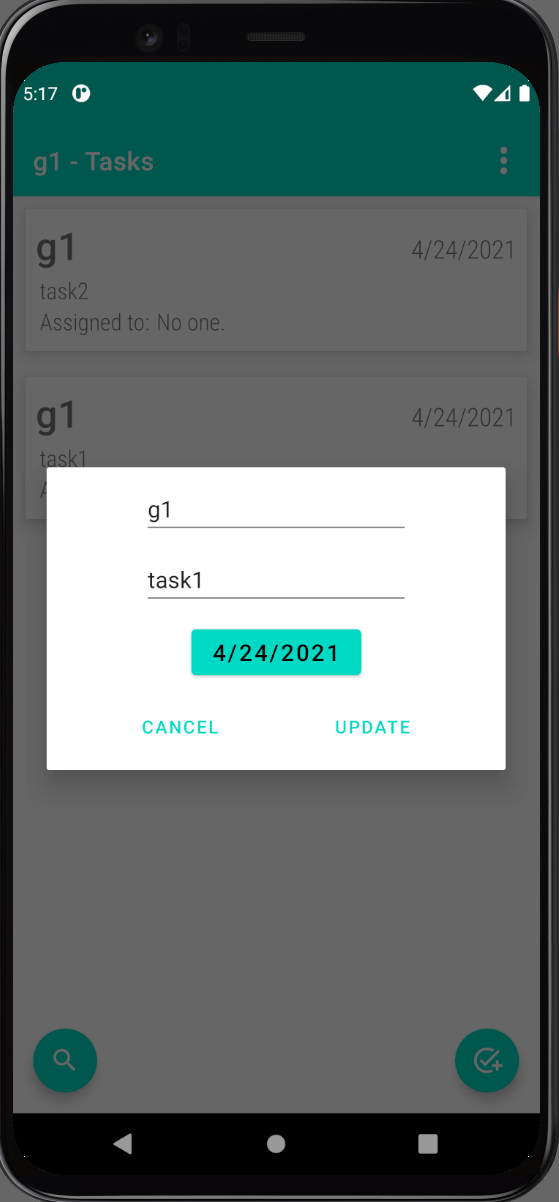 5:17
g1 - Tasks
g1 4/24/2021
task2
Assigned to: No one.
g1 4/24/2021
task1
g1
task1
4/24/2021
CANCEL UPDATE